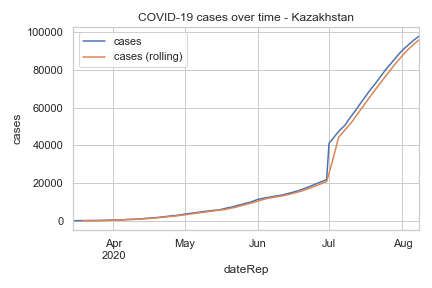 COVID-19 cases over time - Kazakhstan
cases
cases (rolling)
100000
80000
60000
40000
20000
0
cases
Apr
2020
May
Jun
Jul
Aug
dateRep